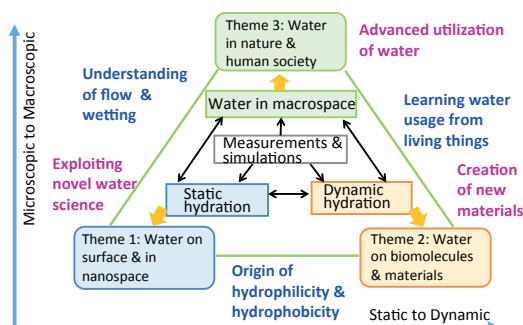 Theme 3: Water
in nature &
human society
Advanced utilization
of water
Understanding
of flow & 
wetting
Water in macrospace
Learning water
usage from
living things
Measurements &
simulations
Exploiting
novel water
science
Static
hydration
Dynamic
hydration
Creation
of new
materials
Theme 1: Water on
surface & in
nanospace
Theme 2: Water
on biomolecules
& materials
Origin of
hydrophilicity &
hydrophobicity
Microscopic to Macroscopic
Static to Dynamic